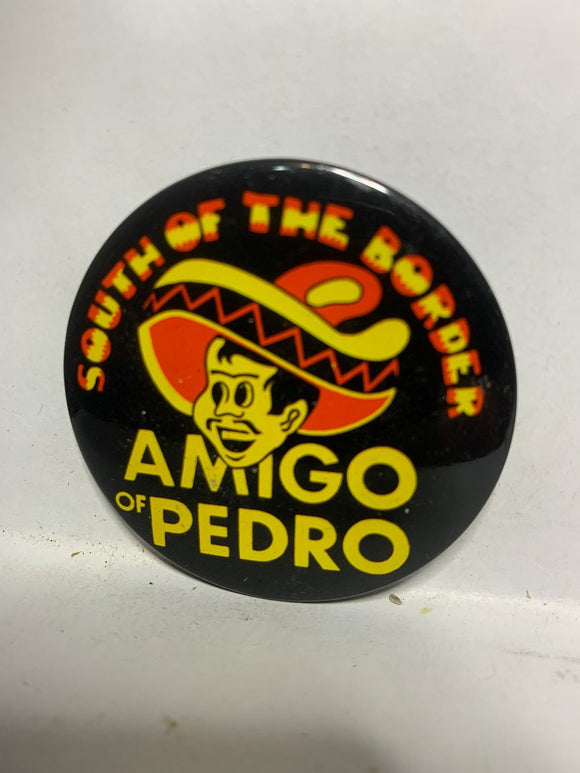 SOUTH OF THE BORDER
AMIGO
OF PEDRO